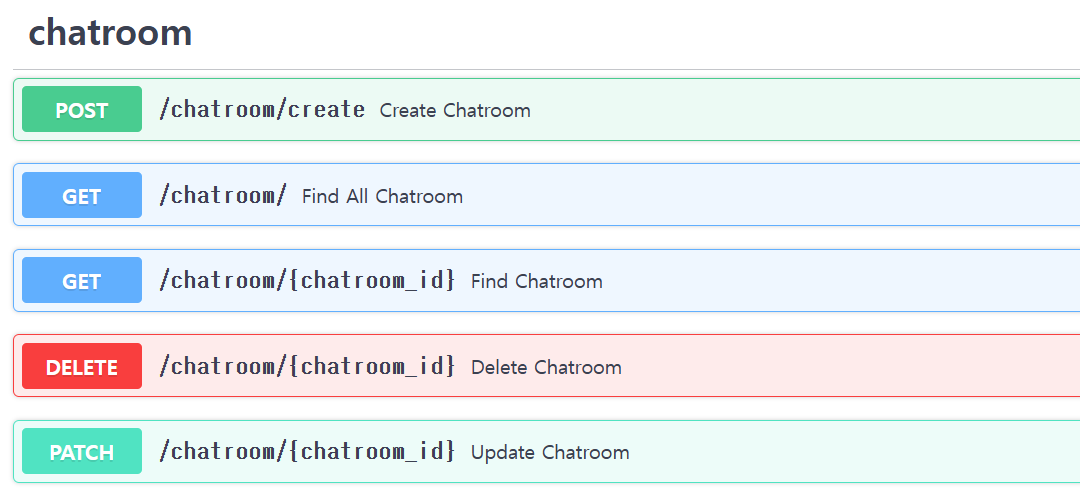 chatroom
POST /chatroom/create Create Chatroom
GET /chatroom/ Find All Chatroom
GET /chatroom/{chatroom_id} Find Chatroom
DELETE /chatroom/{chatroom_id} Delete Chatroom
PATCH /chatroom/{chatroom_id} Update Chatroom